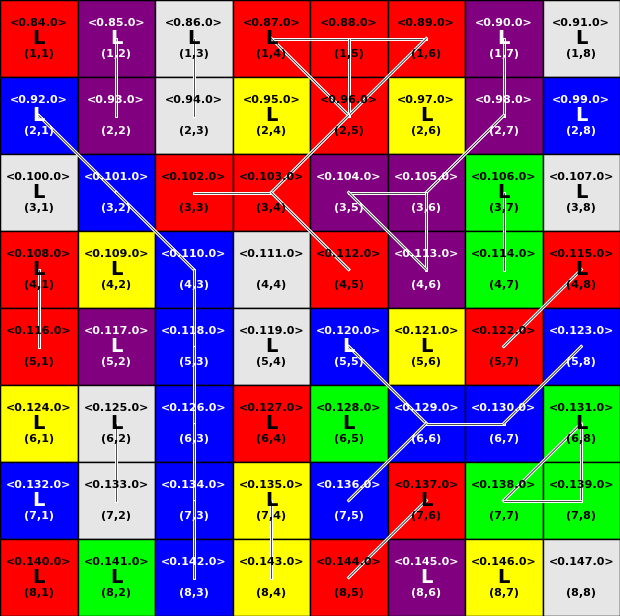 <0.84.0> <0.85.0> <0.86.0> <0.87.0> <0.88.0> <0.89.0> <0.90.0> <0.91.0>
L L L L L L
(1,1) (1,2) (1,3) (1,4) (1,5) (1,6) (1,7) (1,8)
<0.92.0> <0.93.0> <0.94.0> <0.95.0> <0.96.0> <0.97.0> <0.98.0> <0.99.0>
L L L L
(2,1) (2,2) (2,3) (2,4) (2,5) (2,6) (2,7) (2,8)
<0.100.0> <0.101.0> <0.102.0> <0.103.0> <0.104.0> <0.105.0> <0.106.0> <0.107.0>
L L L
(3,1) (3,2) (3,3) (3,4) (3,5) (3,6) (3,7) (3,8)
<0.108.0> <0.109.0> <0.110.0> <0.111.0> <0.112.0> <0.113.0> <0.114.0> <0.115.0>
L L L
(4,1) (4,2) (4,3) (4,4) (4,5) (4,6) (4,7) (4,8)
<0.116.0> <0.117.0> <0.118.0> <0.119.0> <0.120.0> <0.121.0> <0.122.0> <0.123.0>
L L L L
(5,1) (5,2) (5,3) (5,4) (5,5) (5,6) (5,7) (5,8)
<0.124.0> <0.125.0> <0.126.0> <0.127.0> <0.128.0> <0.129.0> <0.130.0> <0.131.0>
L L L L L
(6,1) (6,2) (6,3) (6,4) (6,5) (6,6) (6,7) (6,8)
<0.132.0> <0.133.0> <0.134.0> <0.135.0> <0.136.0> <0.137.0> <0.138.0> <0.139.0>
L L L
(7,1) (7,2) (7,3) (7,4) (7,5) (7,6) (7,7) (7,8)
<0.140.0> <0.141.0> <0.142.0> <0.143.0> <0.144.0> <0.145.0> <0.146.0> <0.147.0>
L L L L
(8,1) (8,2) (8,3) (8,4) (8,5) (8,6) (8,7) (8,8)